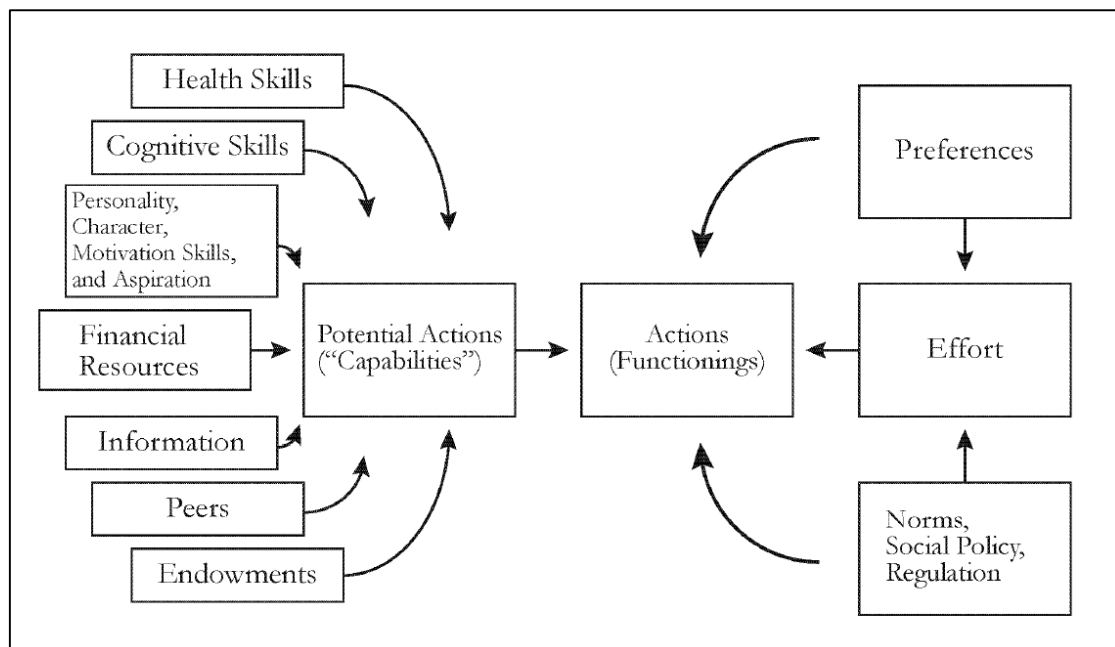 Health Skills
Cognitive Skills
Personality,
Character,
Motivation Skills,
and Aspiration
Financial
Resources
Information
Peers
Endowments
Potential Actions
(“Capabilities”)
Actions
(Functionings)
Preferences
Effort
Norms,
Social Policy,
Regulation